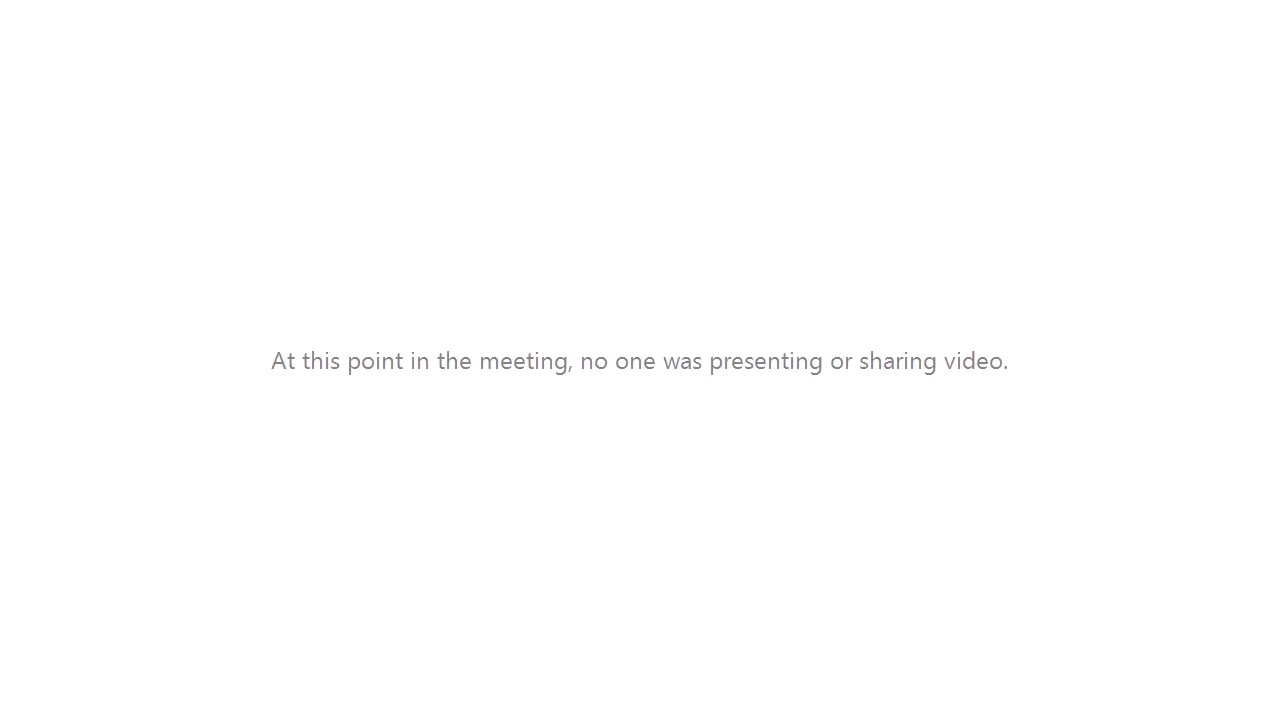 At this point in the meeting, no one was presenting or sharing video.